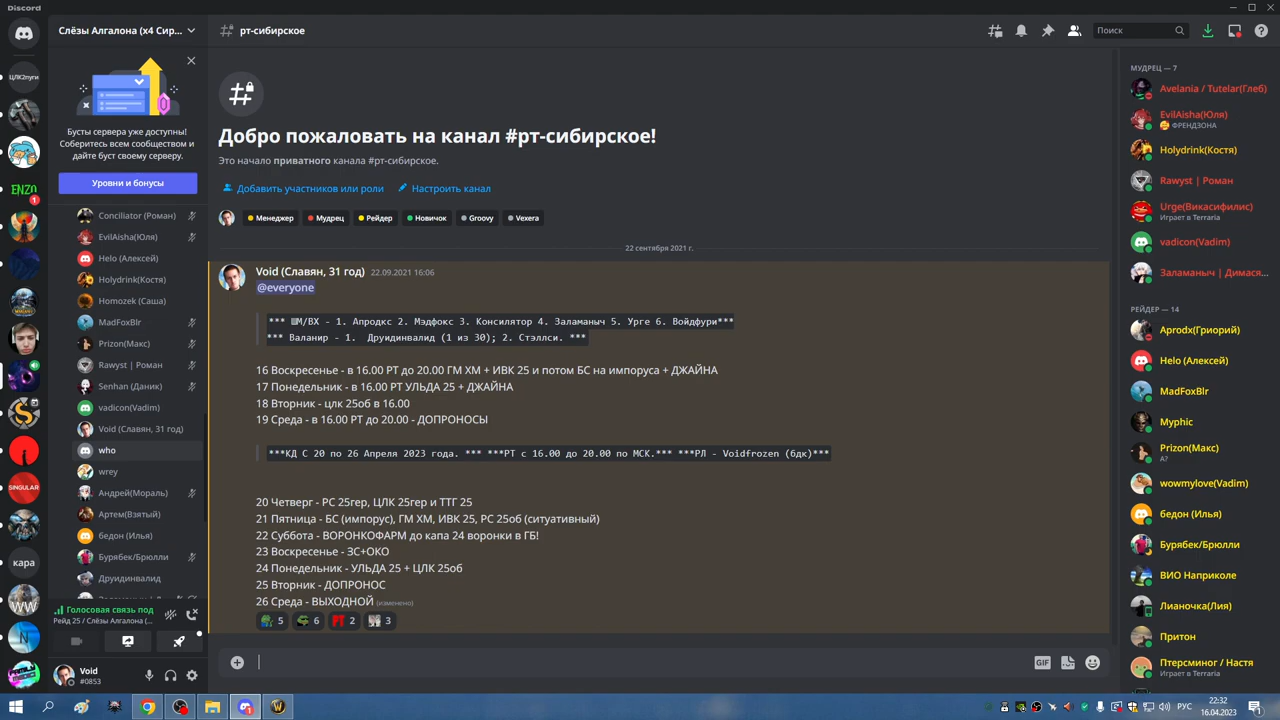 Discord
Слёзы Алгалона (x4 Сир...
рт-сибирское
Поиск
ЦЛК2пуги
ENZO
1
SINGULAR
кара
WW
N
Бусты сервера уже доступны!
Соберитесь всем сообществом и
дайте буст своему серверу.
Уровни и бонусы
Conciliator (Роман)
EvilAisha(Юля)
Helo (Алексей)
Holydrink(Костя)
Homozek (Саша)
MadFoxBlr
Prizon(Макс)
Rawyst | Роман
Senhan (Даник)
vadicon(Vadim)
Void (Славян, 31 год)
who
wrey
Андрей(Мораль)
Артем(Взятый)
бедон (Илья)
Бурябек/Брюлли
Друидинвалид
Голосовая связь под
Рейд 25 / Слёзы Алгалона (...
Void
#0853
Добро пожаловать на канал #рт-сибирское!
Это начало приватного канала #рт-сибирское.
Добавить участников или роли
Настроить канал
Менеджер
Мудрец
Рейдер
Новичок
Groovy
Vexera
22 сентября 2021 г.
Void (Славян, 31 год) 22.09.2021 16:06
@everyone
*** ШМ/ВХ - 1. Апродкс 2. Мэдфокс 3. Консилятор 4. Заламаныч 5. Урге 6. Войдфури***
*** Валанир - 1. Друидинвалид (1 из 30); 2. Стэллси. ***
16 Воскресенье - в 16.00 РТ до 20.00 ГМ ХМ + ИВК 25 и потом БС на импоруса + ДЖАЙНА
17 Понедельник - в 16.00 РТ УЛЬДА 25 + ДЖАЙНА
18 Вторник - цлк 25об в 16.00
19 Среда - в 16.00 РТ до 20.00 - ДОПРОНОСЫ
***КД С 20 по 26 Апреля 2023 года. *** ***РТ с 16.00 до 20.00 по МСК.*** ***РЛ - Voidfrozen (бдк)***
20 Четверг - РС 25гер, ЦЛК 25гер и ТТГ 25
21 Пятница - БС (импорус), ГМ ХМ, ИВК 25, РС 25об (ситуативный)
22 Суббота - ВОРОНКОФАРМ до капа 24 воронки в ГБ!
23 Воскресенье - ЗС+ОКО
24 Понедельник - УЛЬДА 25 + ЦЛК 25об
25 Вторник - ДОПРОНОС
26 Среда - ВЫХОДНОЙ (изменено)
5
6
2
3
GIF
МУДРЕЦ — 7
Avelania / Tutelar(Глеб)
EvilAisha(Юля)
ФРЕНДЗОНА
Holydrink(Костя)
Rawyst | Роман
Urge(Викасифилис)
Играет в Terraria
vadicon(Vadim)
Заламаныч | Димася...
РЕЙДЕР — 14
Aprodx(Гриорий)
Helo (Алексей)
MadFoxBlr
Myphic
Prizon(Макс)
А?
wowmylove(Vadim)
бедон (Илья)
Бурябек/Брюлли
ВИО Наприколе
Лианочка(Лия)
Притон
Птерсминог / Настя
Играет в Terraria
РУС
22:32
16.04.2023
1